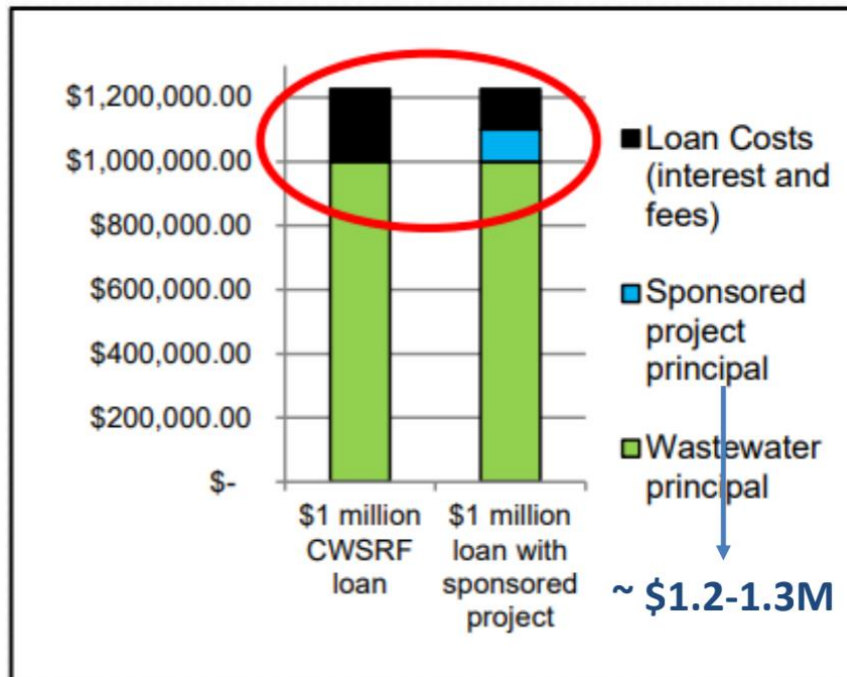 $1,200,000.00
$1,000,000.00
$800,000.00
$600,000.00
$400,000.00
$200,000.00
$-
$1 million
CWSRF
loan
$1 million
loan with
sponsored
project
Loan Costs
(interest and
fees)
Sponsored
project
principal
Wastewater
principal
~ $1.2-1.3M